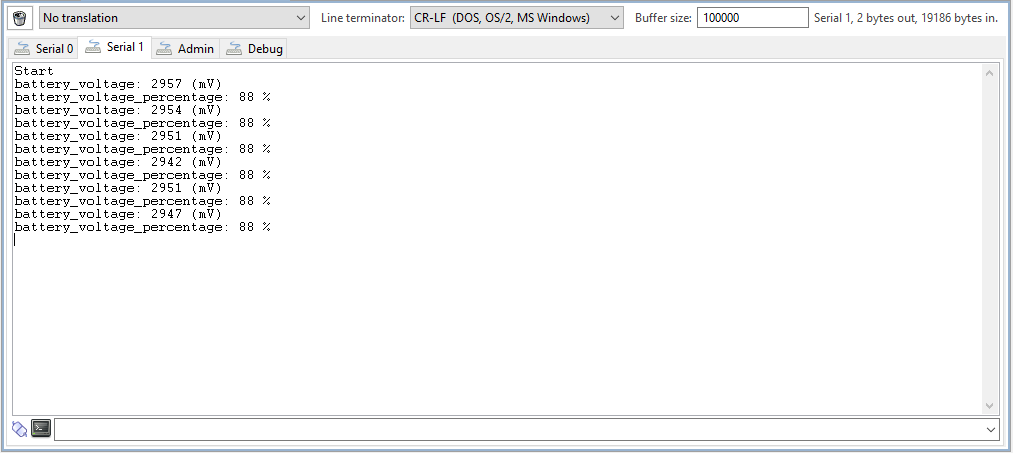 No translation Line terminator: CR-LF (DOS, OS/2, MS Windows) Buffer size: 100000 Serial 1, 2 bytes out, 19186 bytes in.
Serial 0 Serial 1 Admin Debug
Start
battery_voltage: 2957 (mV)
battery_voltage_percentage: 88 %
battery_voltage: 2954 (mV)
battery_voltage_percentage: 88 %
battery_voltage: 2951 (mV)
battery_voltage_percentage: 88 %
battery_voltage: 2942 (mV)
battery_voltage_percentage: 88 %
battery_voltage: 2951 (mV)
battery_voltage_percentage: 88 %
battery_voltage: 2947 (mV)
battery_voltage_percentage: 88 %